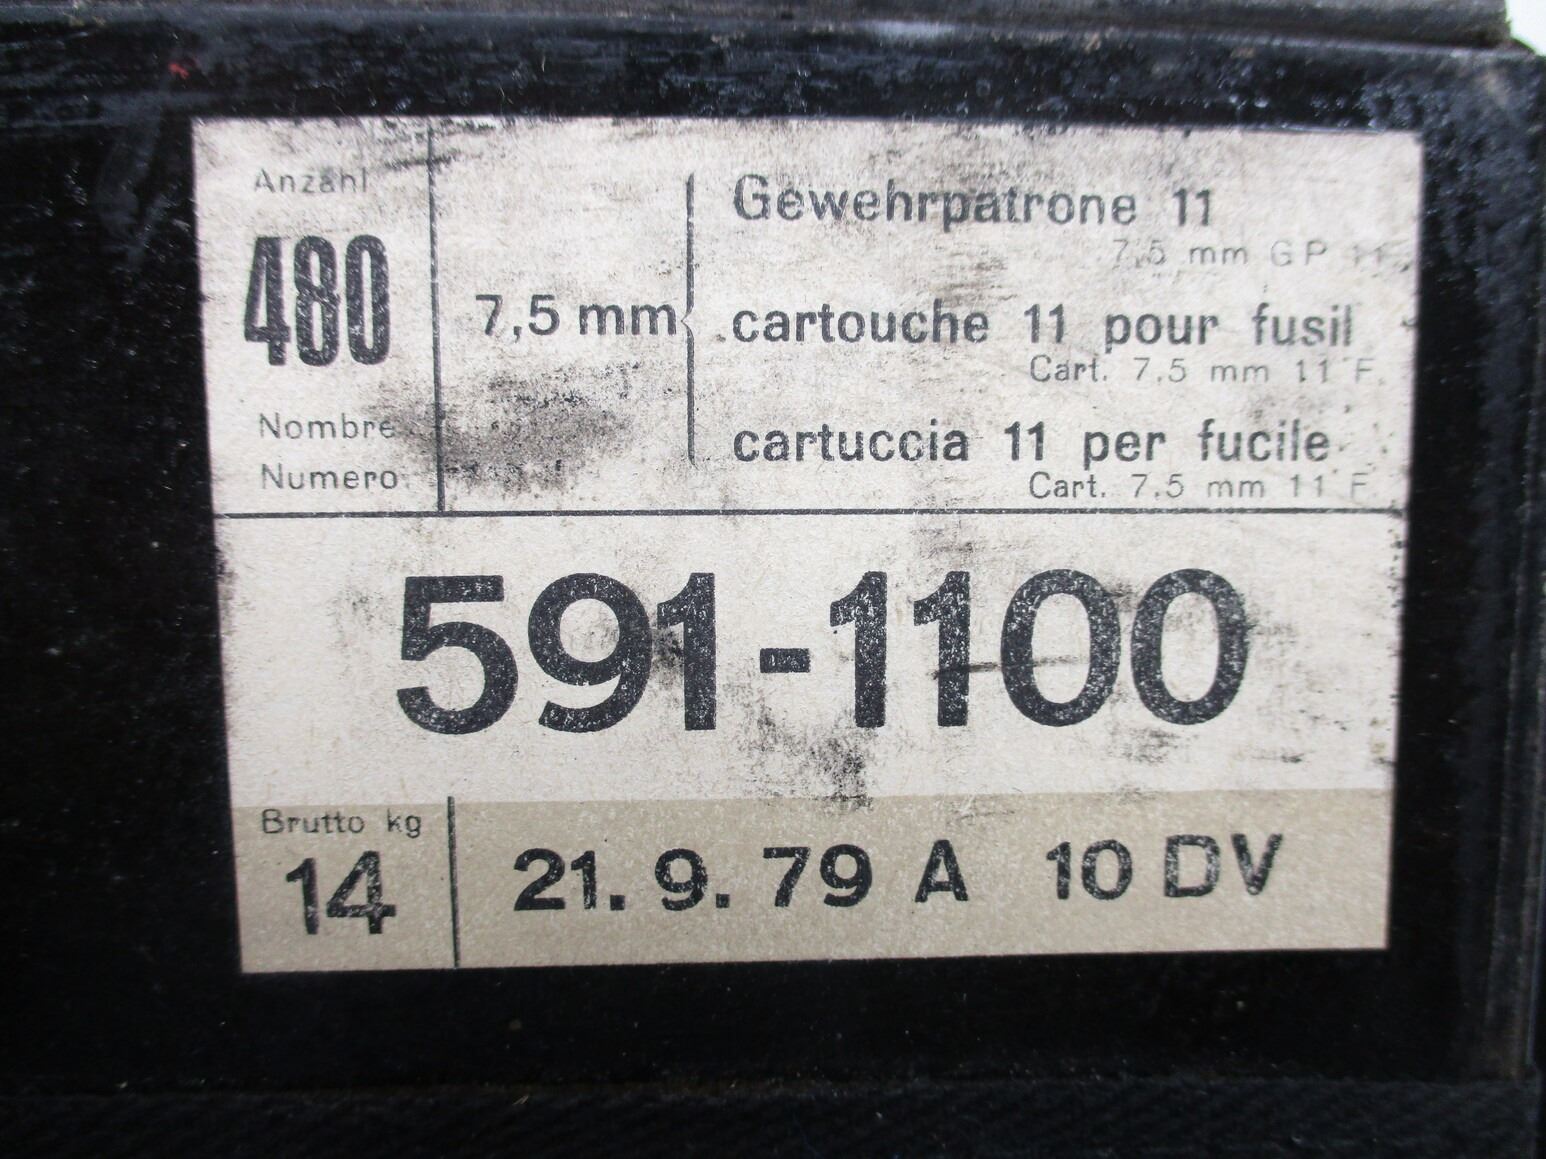 Anzahl
480
Nombre
Numero
7,5 mm
Gewehrpatrone 11
7,5 mm GP 11
cartouche 11 pour fusil
Cart. 7,5 mm 11 F.
cartuccia 11 per fucile
Cart. 7,5 mm 11 F.
591-1100
Brutto kg
14
21. 9. 79 A 10 DV